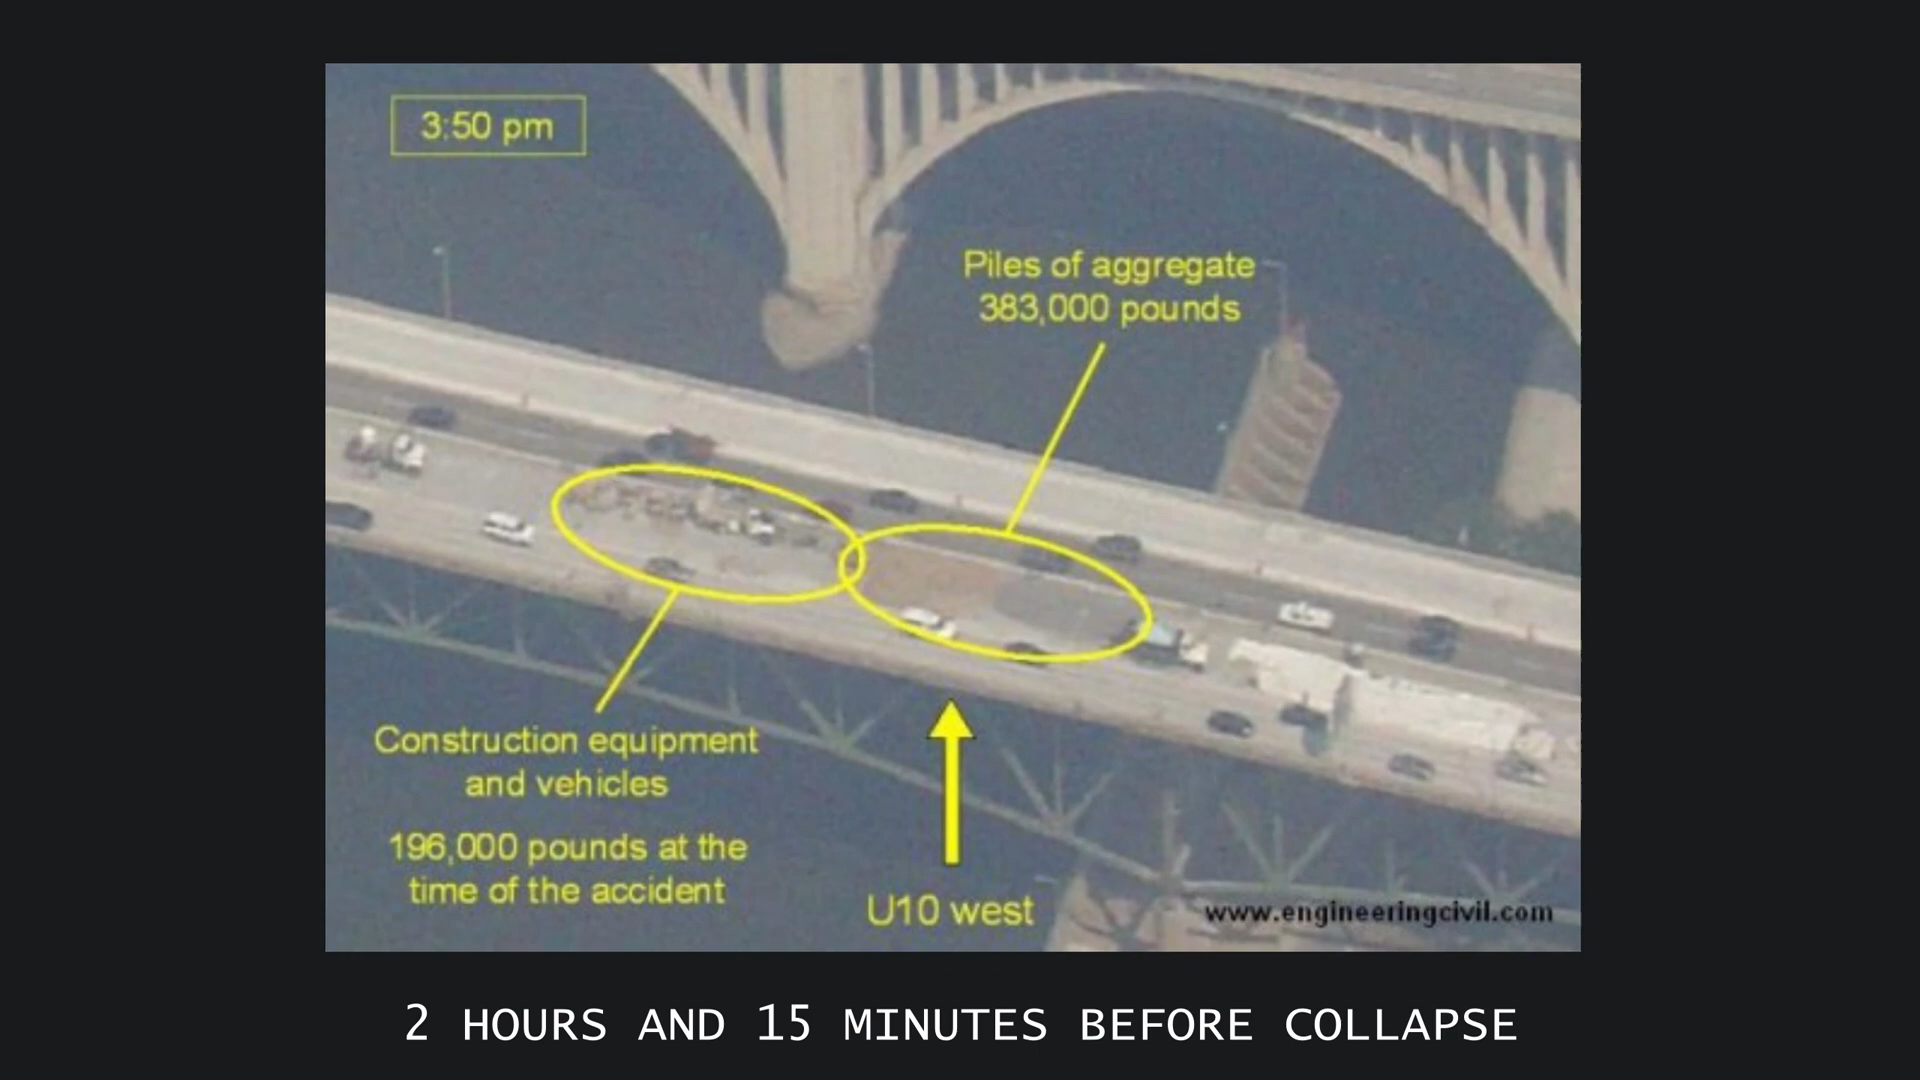 3:50 pm
Piles of aggregate
383,000 pounds
Construction equipment
and vehicles
196,000 pounds at the
time of the accident
U10 west
www.engineeringcivil.com
2 HOURS AND 15 MINUTES BEFORE COLLAPSE